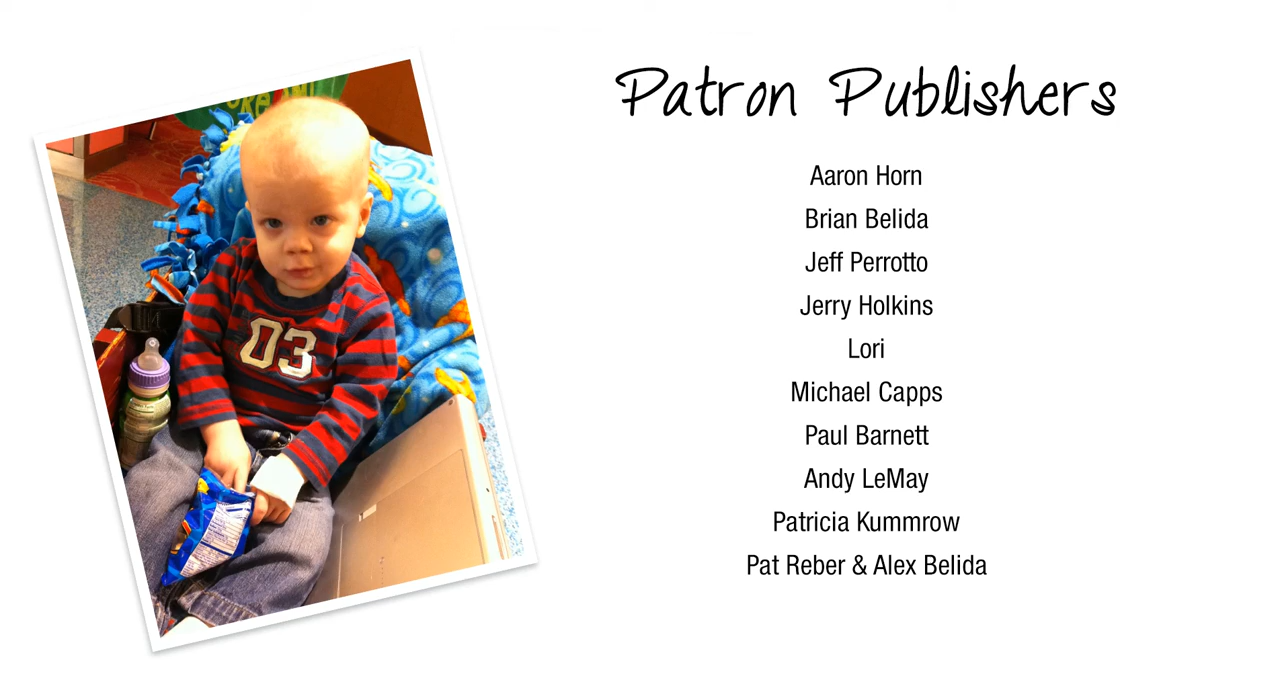 Patron Publishers
Aaron Horn
Brian Belida
Jeff Perrotto
Jerry Holkins
Lori
Michael Capps
Paul Barnett
Andy LeMay
Patricia Kummrow
Pat Reber & Alex Belida
03